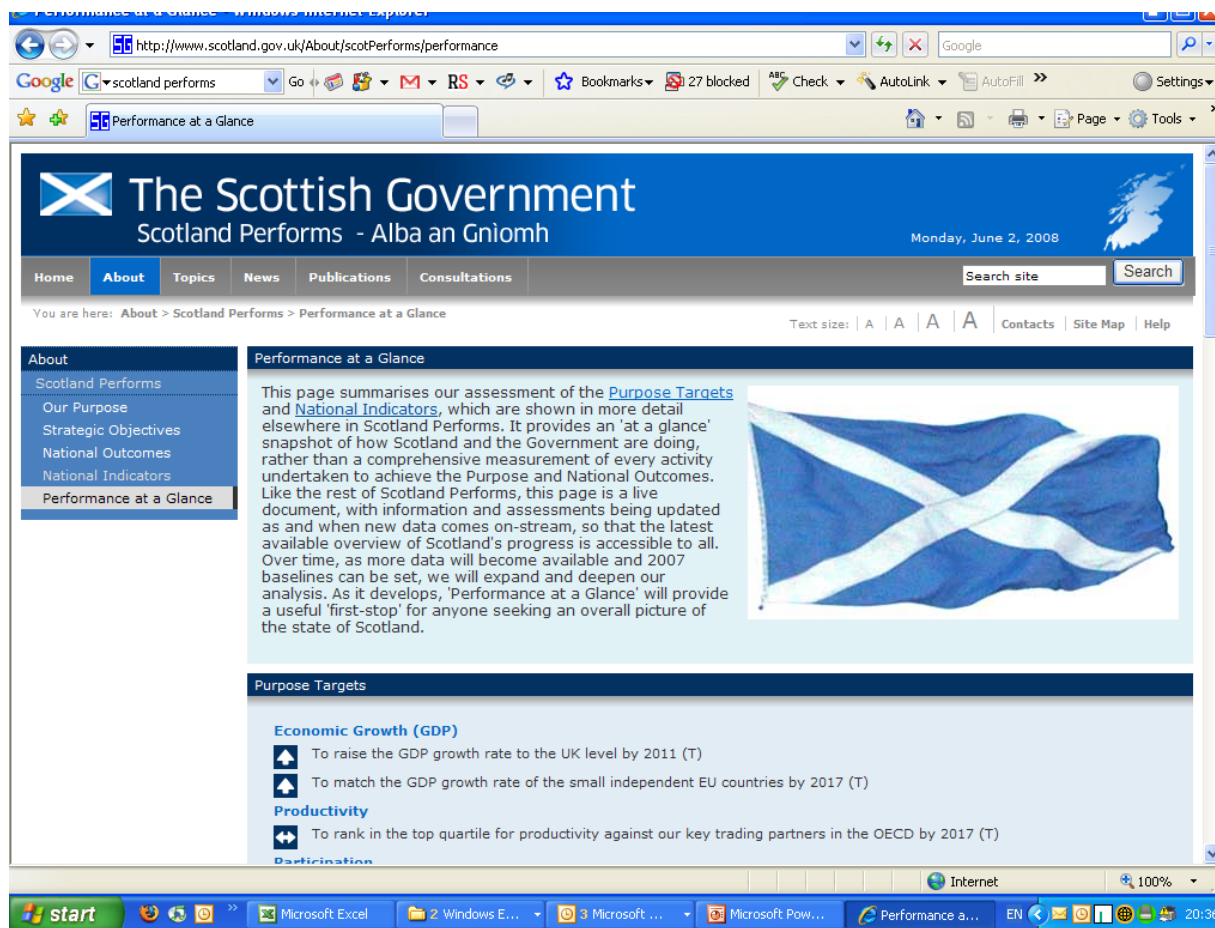 Performance at a Glance - Windows Internet Explorer
http://www.scotland.gov.uk/About/scotPerforms/performance
Google
Google G scotland performs Go M RS Bookmarks 27 blocked ABC Check AutoLink AutoFill » Settings
Performance at a Glance
Page Tools
The Scottish Government
Scotland Performs - Alba an Gnìomh
Monday, June 2, 2008
Home About Topics News Publications Consultations
Search site Search
You are here: About > Scotland Performs > Performance at a Glance
Text size: | A | A | A | A Contacts | Site Map | Help
About
Scotland Performs
Our Purpose
Strategic Objectives
National Outcomes
National Indicators
Performance at a Glance
Performance at a Glance
This page summarises our assessment of the Purpose Targets
and National Indicators, which are shown in more detail
elsewhere in Scotland Performs. It provides an 'at a glance'
snapshot of how Scotland and the Government are doing,
rather than a comprehensive measurement of every activity
undertaken to achieve the Purpose and National Outcomes.
Like the rest of Scotland Performs, this page is a live
document, with information and assessments being updated
as and when new data comes on-stream, so that the latest
available overview of Scotland's progress is accessible to all.
Over time, as more data will become available and 2007
baselines can be set, we will expand and deepen our
analysis. As it develops, 'Performance at a Glance' will provide
a useful 'first-stop' for anyone seeking an overall picture of
the state of Scotland.
Purpose Targets
Economic Growth (GDP)
To raise the GDP growth rate to the UK level by 2011 (T)
To match the GDP growth rate of the small independent EU countries by 2017 (T)
Productivity
To rank in the top quartile for productivity against our key trading partners in the OECD by 2017 (T)
Participation
Internet 100%
start » Microsoft Excel 2 Windows E... 3 Microsoft ... Microsoft Pow... Performance a... EN 20:36